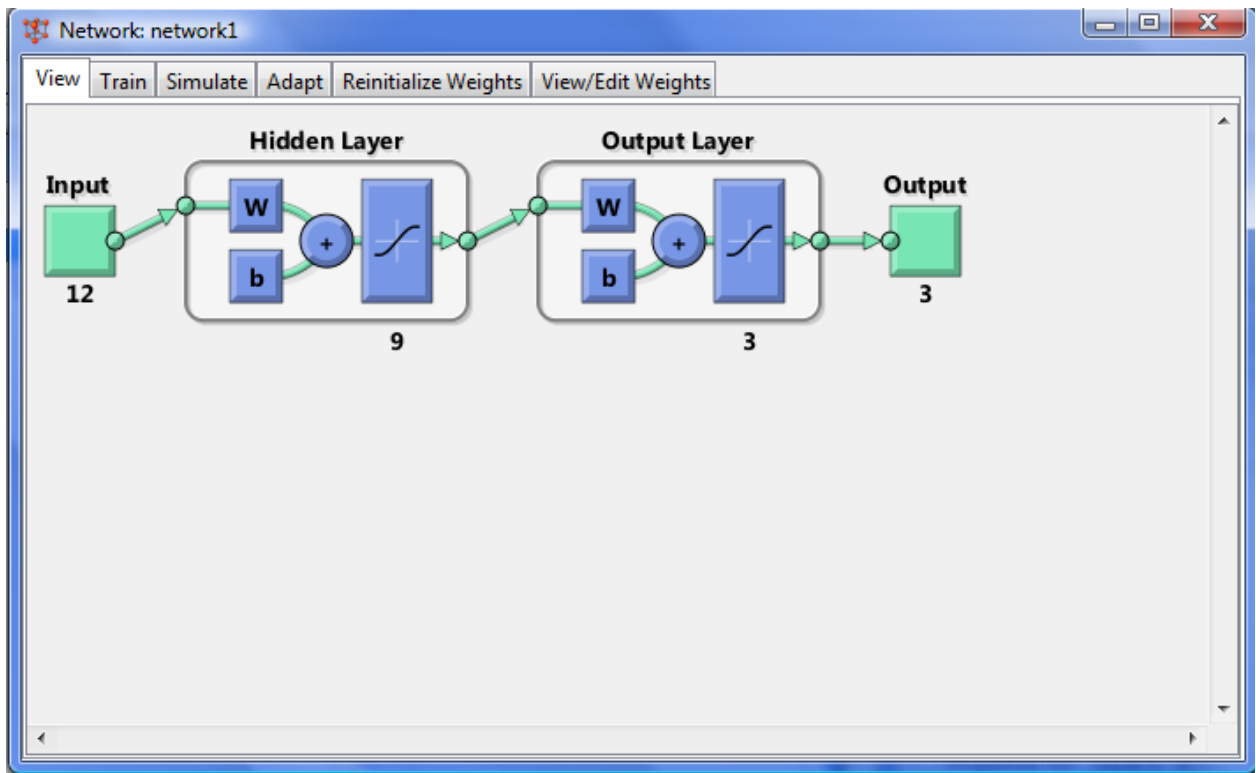 Network: network1
View Train Simulate Adapt Reinitialize Weights View/Edit Weights
Hidden Layer Output Layer
Input Output
W W
+ +
b b
12 3
9 3